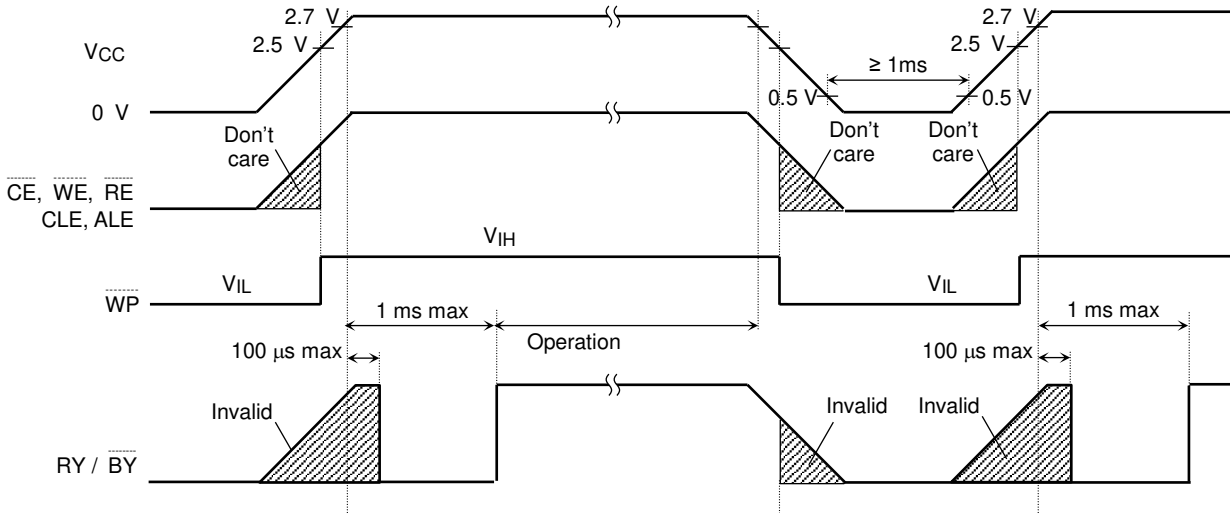 2.7 V
2.7 V
2.5 V
2.5 V
VCC
≥ 1ms
0.5 V
0.5 V
0 V
Don't
care
Don't
care
Don't
care
CE, WE, RE
CLE, ALE
VIH
VIL
VIL
WP
1 ms max
1 ms max
Operation
100 μs max
100 μs max
Invalid
Invalid
Invalid
RY / BY